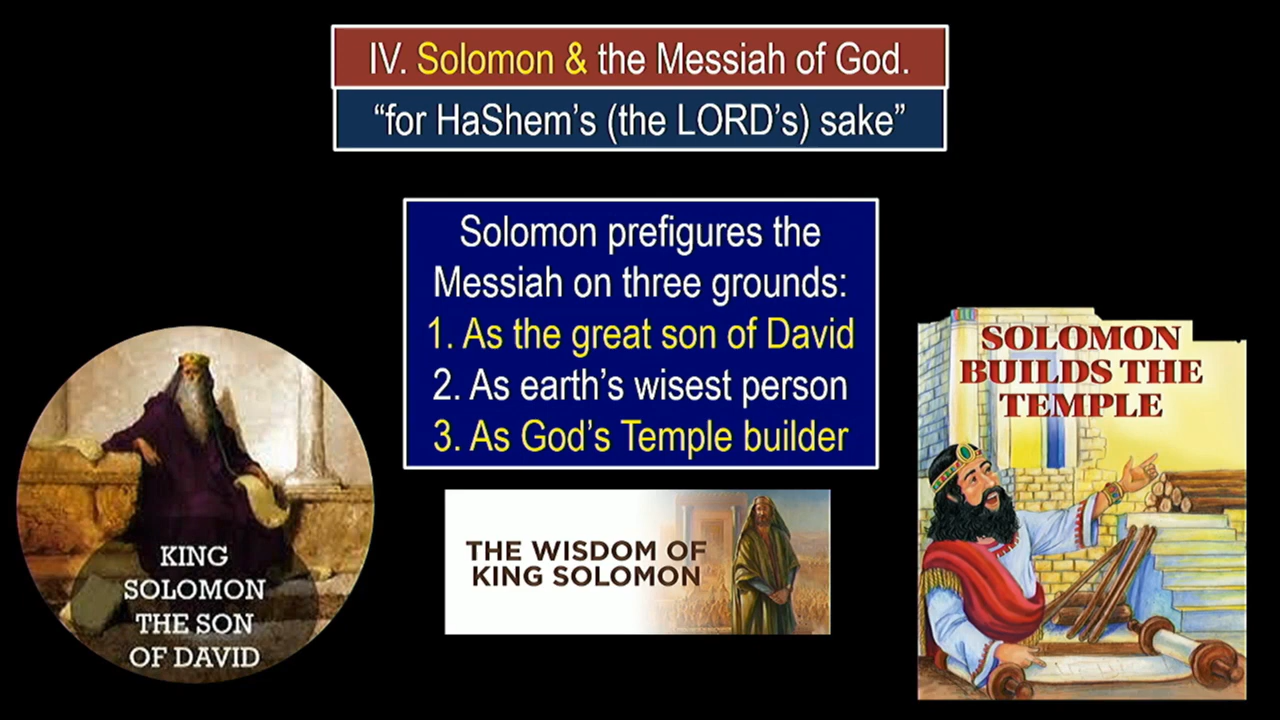 IV. Solomon & the Messiah of God.
“for HaShem’s (the LORD’s) sake”
Solomon prefigures the
Messiah on three grounds:
1. As the great son of David
2. As earth’s wisest person
3. As God’s Temple builder
KING
SOLOMON
THE SON
OF DAVID
THE WISDOM OF
KING SOLOMON
SOLOMON
BUILDS THE
TEMPLE